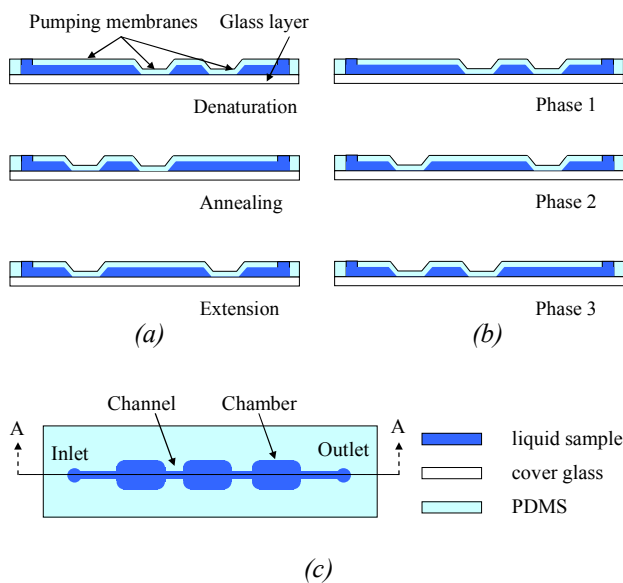 Pumping membranes
Glass layer
Denaturation
Phase 1
Annealing
Phase 2
Extension
Phase 3
(a)
(b)
A
Channel
Chamber
A
Inlet
Outlet
liquid sample
cover glass
PDMS
(c)